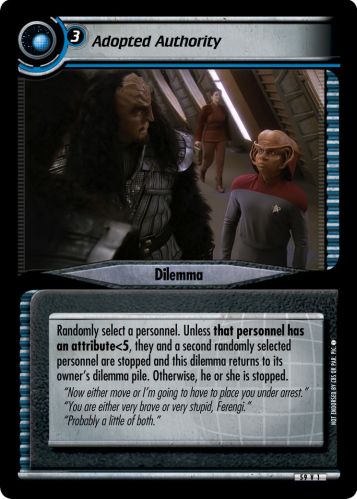 3
Adopted Authority
Dilemma
Randomly select a personnel. Unless that personnel has
an attribute<5, they and a second randomly selected
personnel are stopped and this dilemma returns to its
owner's dilemma pile. Otherwise, he or she is stopped.
"Now either move or I'm going to have to place you under arrest."
"You are either very brave or very stupid, Ferengi."
"Probably a little of both."
NOT ENDORSED BY CBS OR PAR. PIC.
59 V 1